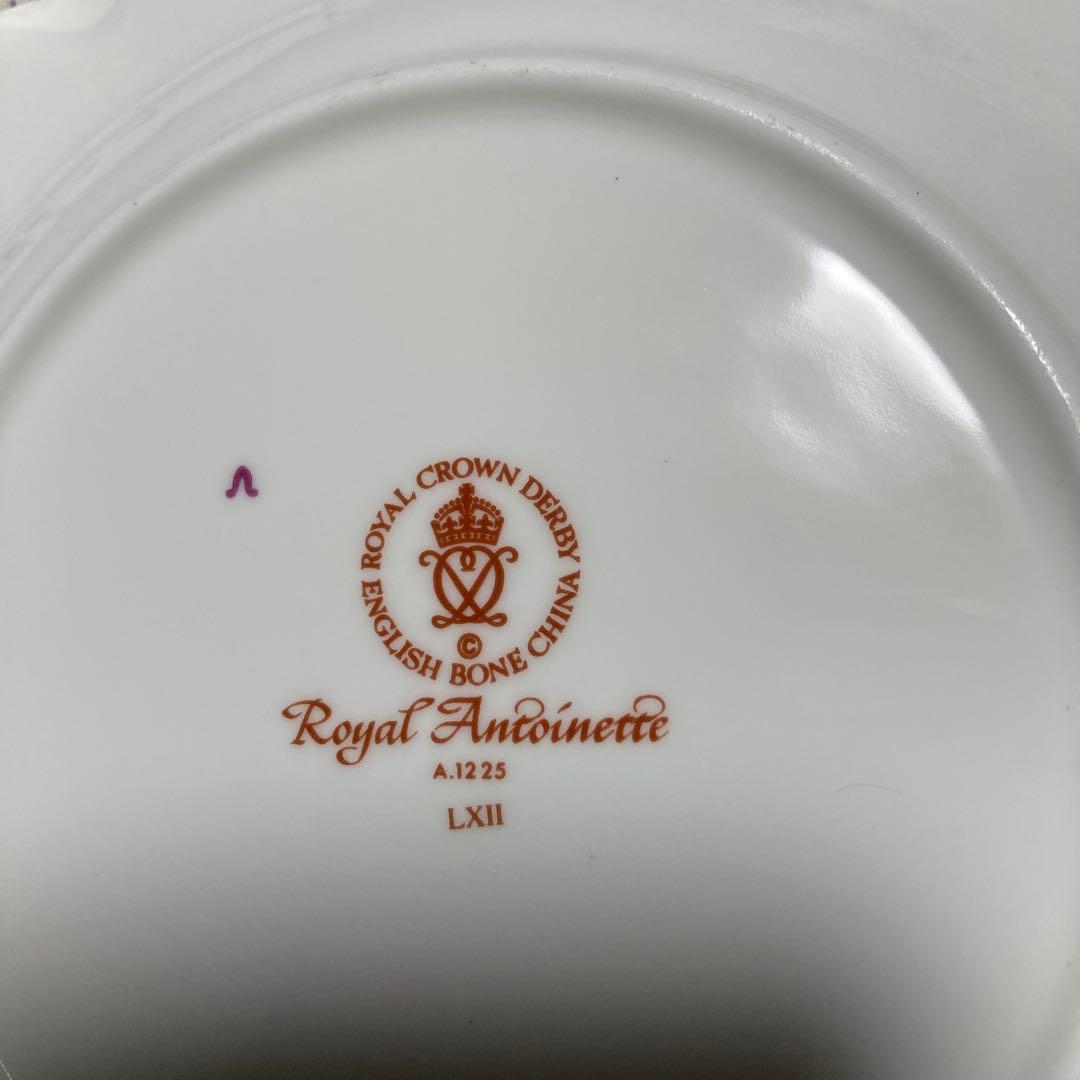 ROYAL CROWN DERBY
ENGLISH BONE CHINA
©
Royal Antoinette
A.1225
LXII